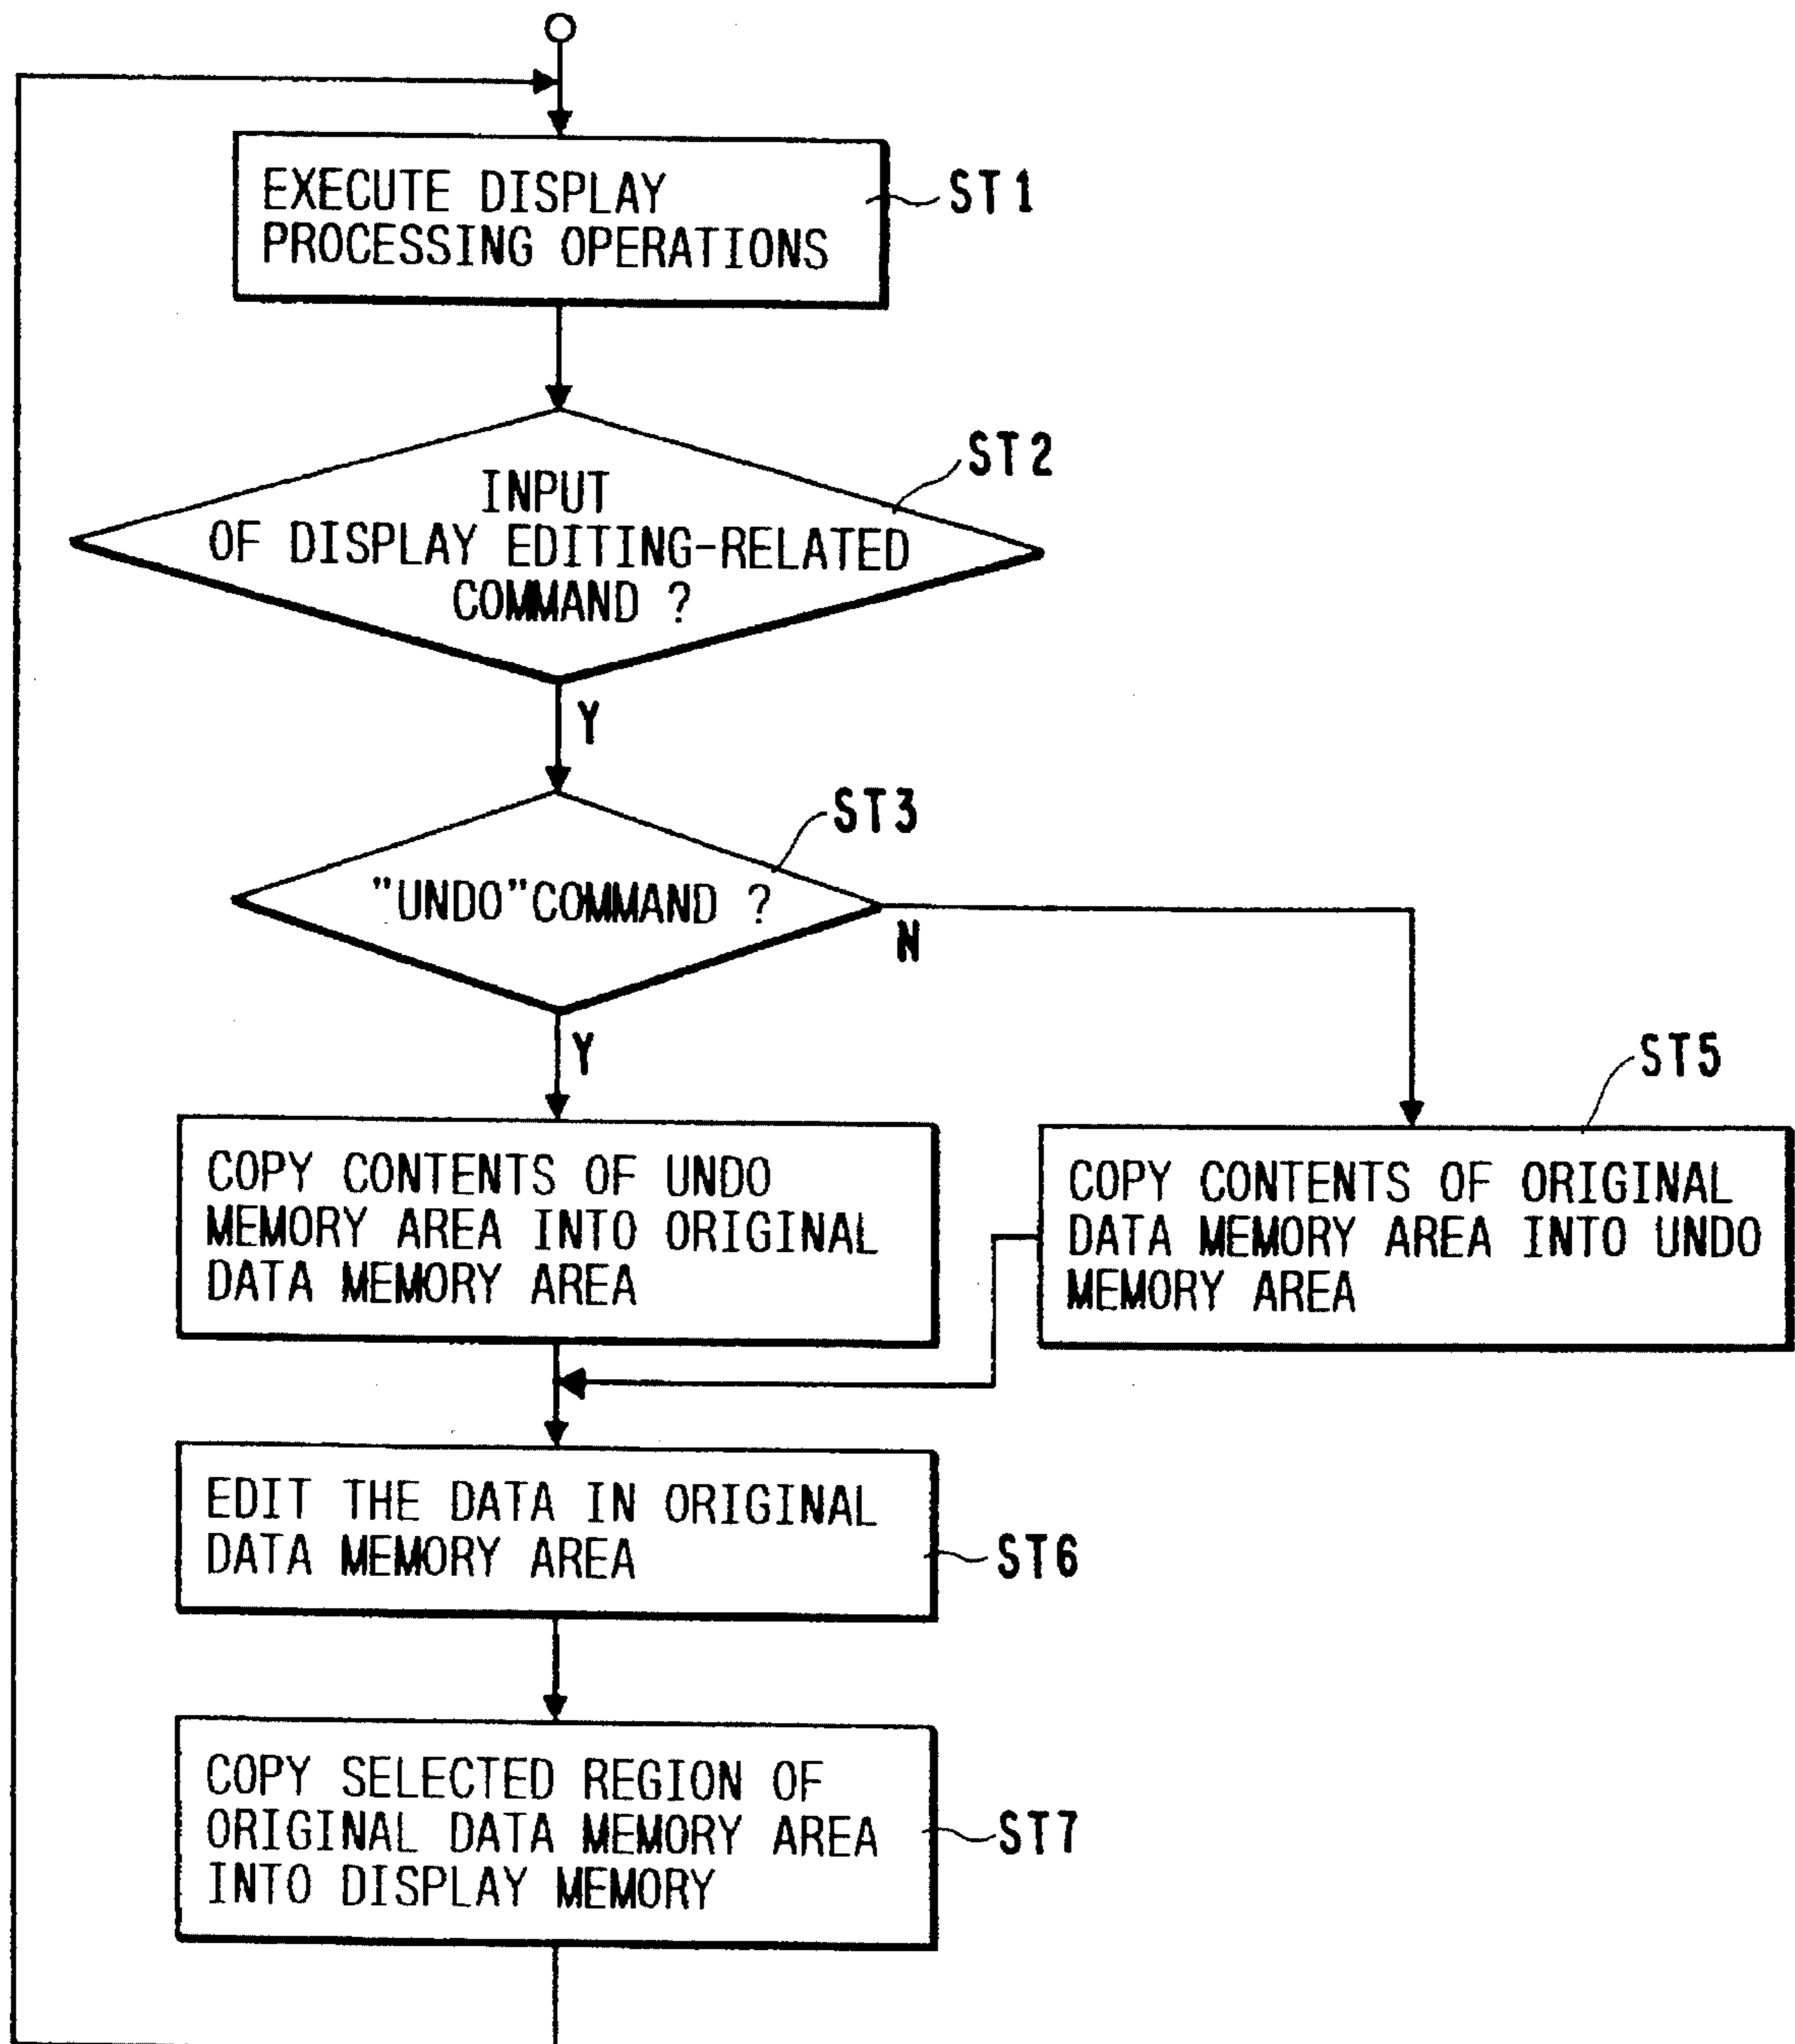 EXECUTE DISPLAY
PROCESSING OPERATIONS
ST1
INPUT
OF DISPLAY EDITING-RELATED
COMMAND ?
ST2
Y
"UNDO"COMMAND ?
ST3
N
Y
COPY CONTENTS OF UNDO
MEMORY AREA INTO ORIGINAL
DATA MEMORY AREA
ST5
COPY CONTENTS OF ORIGINAL
DATA MEMORY AREA INTO UNDO
MEMORY AREA
EDIT THE DATA IN ORIGINAL
DATA MEMORY AREA
ST6
COPY SELECTED REGION OF
ORIGINAL DATA MEMORY AREA
INTO DISPLAY MEMORY
ST7